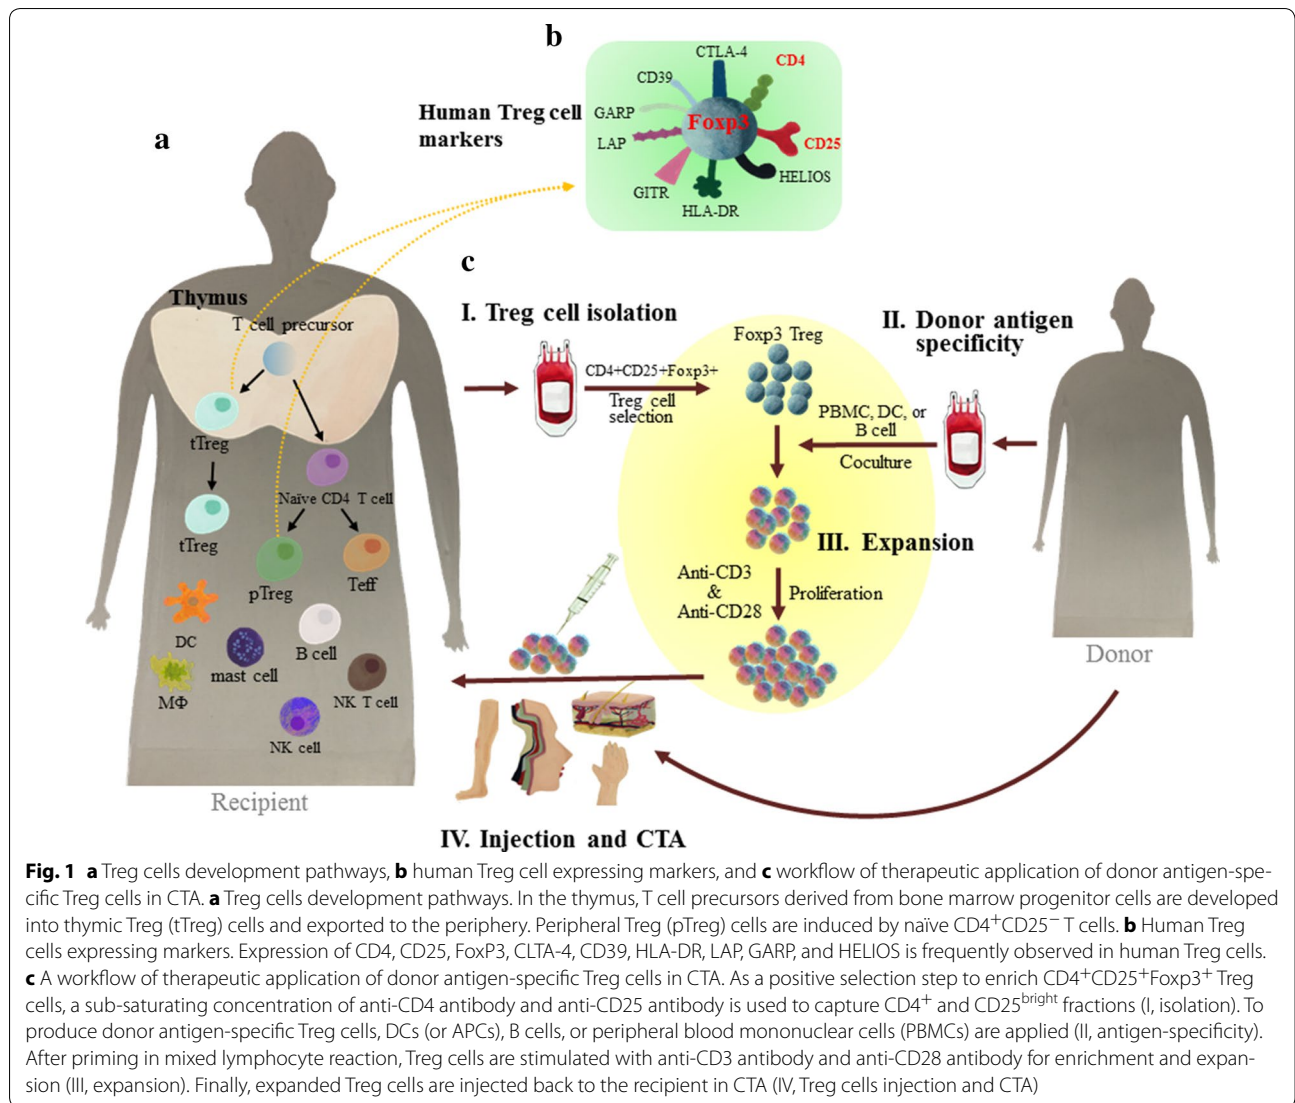 b
CTLA-4
CD4
CD39
Human Treg cell
markers
GARP
Foxp3
LAP
CD25
HELIOS
GITR
HLA-DR
a
Thymus
T cell precursor
tTreg
Naïve CD4 T cell
tTreg
pTreg
Teff
DC
B cell
mast cell
MΦ
NK T cell
NK cell
Recipient
c
I. Treg cell isolation
CD4+CD25+Foxp3+
Treg cell
selection
Foxp3 Treg
II. Donor antigen
specificity
PBMC, DC, or
B cell
Coculture
III. Expansion
Anti-CD3
&
Anti-CD28
Proliferation
Donor
IV. Injection and CTA
Fig. 1 a Treg cells development pathways, b human Treg cell expressing markers, and c workflow of therapeutic application of donor antigen-spe-
cific Treg cells in CTA. a Treg cells development pathways. In the thymus, T cell precursors derived from bone marrow progenitor cells are developed
into thymic Treg (tTreg) cells and exported to the periphery. Peripheral Treg (pTreg) cells are induced by naïve CD4+CD25− T cells. b Human Treg
cells expressing markers. Expression of CD4, CD25, FoxP3, CLTA-4, CD39, HLA-DR, LAP, GARP, and HELIOS is frequently observed in human Treg cells.
c A workflow of therapeutic application of donor antigen-specific Treg cells in CTA. As a positive selection step to enrich CD4+CD25+Foxp3+ Treg
cells, a sub-saturating concentration of anti-CD4 antibody and anti-CD25 antibody is used to capture CD4+ and CD25bright fractions (I, isolation). To
produce donor antigen-specific Treg cells, DCs (or APCs), B cells, or peripheral blood mononuclear cells (PBMCs) are applied (II, antigen-specificity).
After priming in mixed lymphocyte reaction, Treg cells are stimulated with anti-CD3 antibody and anti-CD28 antibody for enrichment and expan-
sion (III, expansion). Finally, expanded Treg cells are injected back to the recipient in CTA (IV, Treg cells injection and CTA)